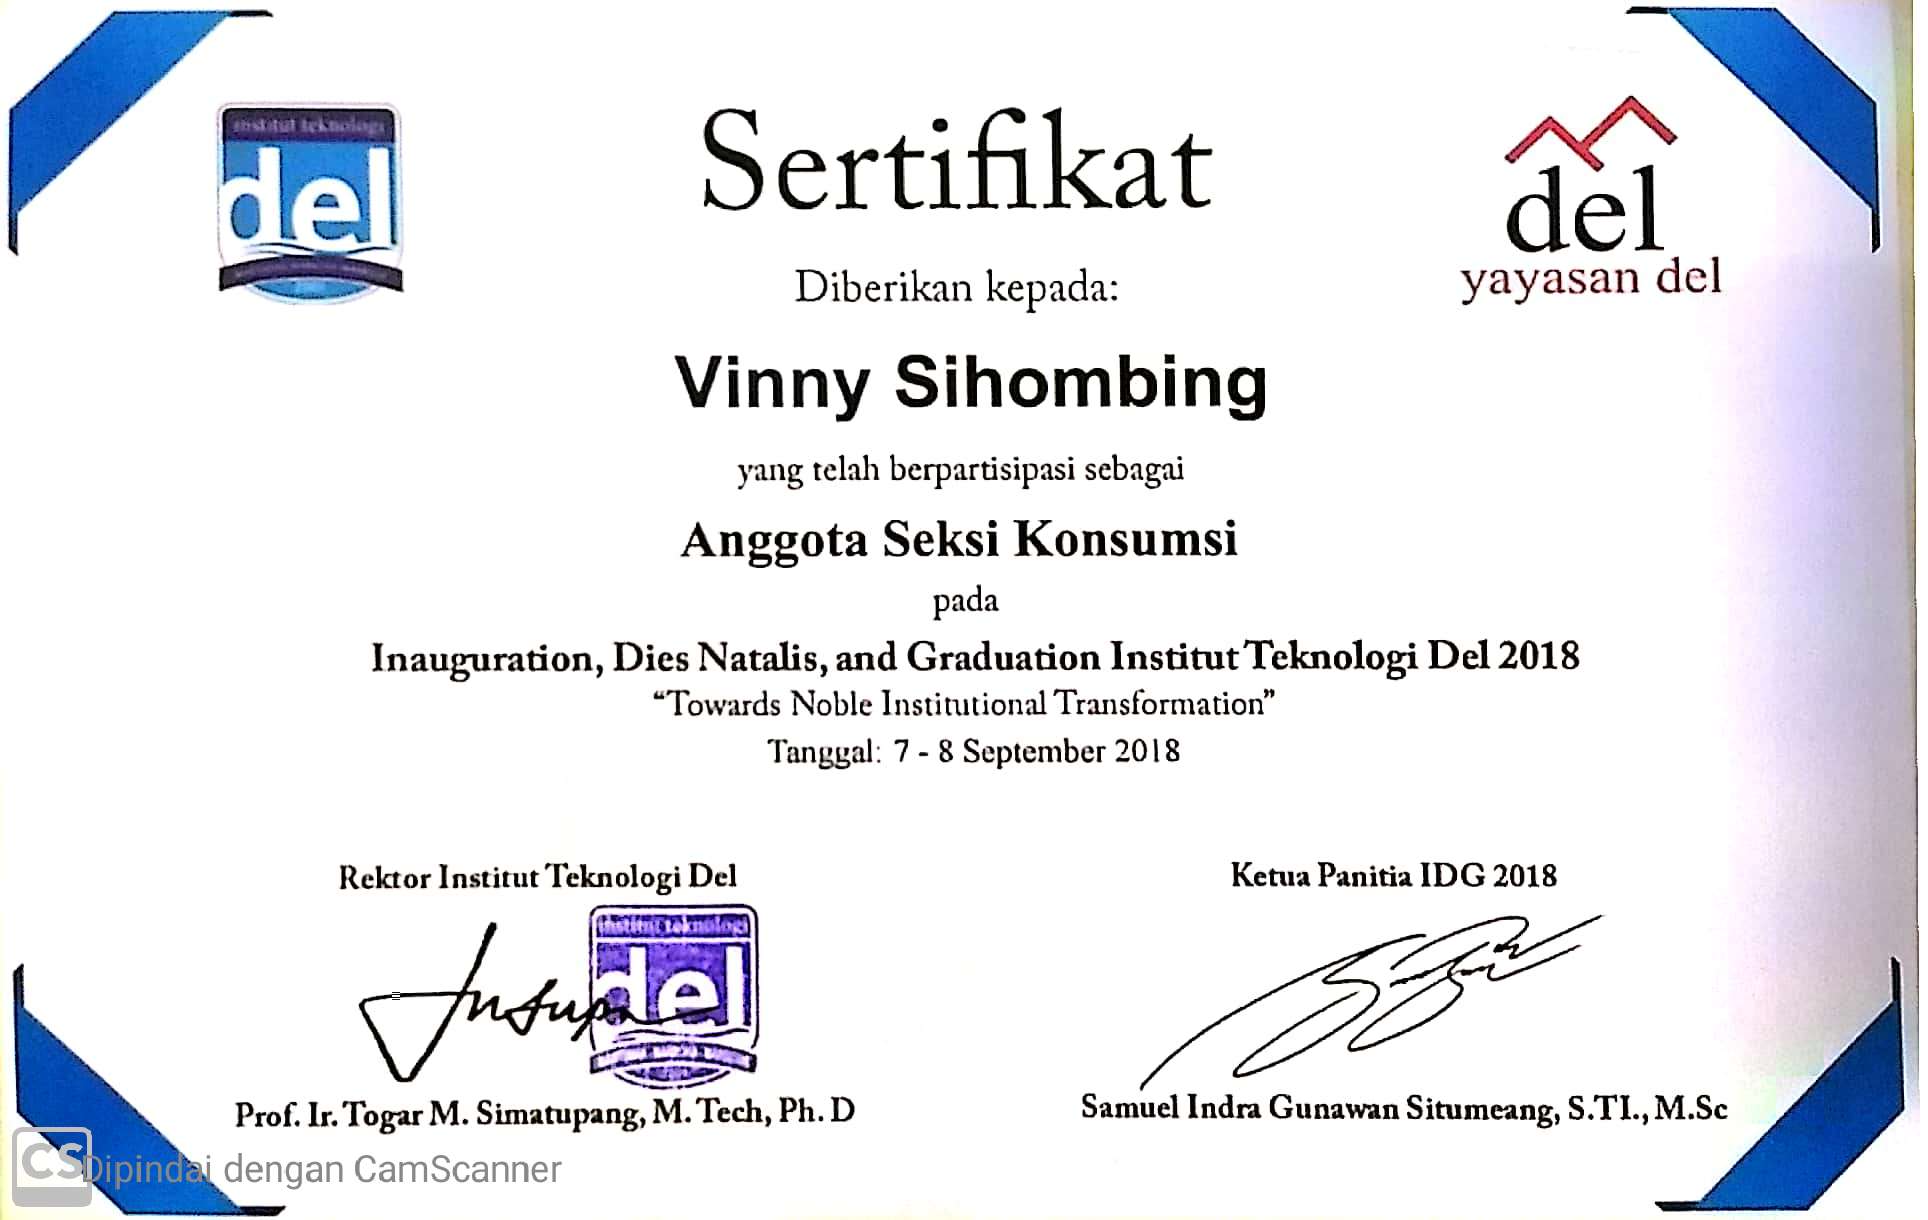 institut teknologi
del
Sertifikat
del
yayasan del
Diberikan kepada:
Vinny Sihombing
yang telah berpartisipasi sebagai
Anggota Seksi Konsumsi
pada
Inauguration, Dies Natalis, and Graduation Institut Teknologi Del 2018
“Towards Noble Institutional Transformation”
Tanggal: 7 - 8 September 2018
Rektor Institut Teknologi Del
institut teknologi
del
Prof. Ir. Togar M. Simatupang, M. Tech, Ph. D
Ketua Panitia IDG 2018
Samuel Indra Gunawan Situmeang, S.TI., M.Sc
CS Dipindai dengan CamScanner